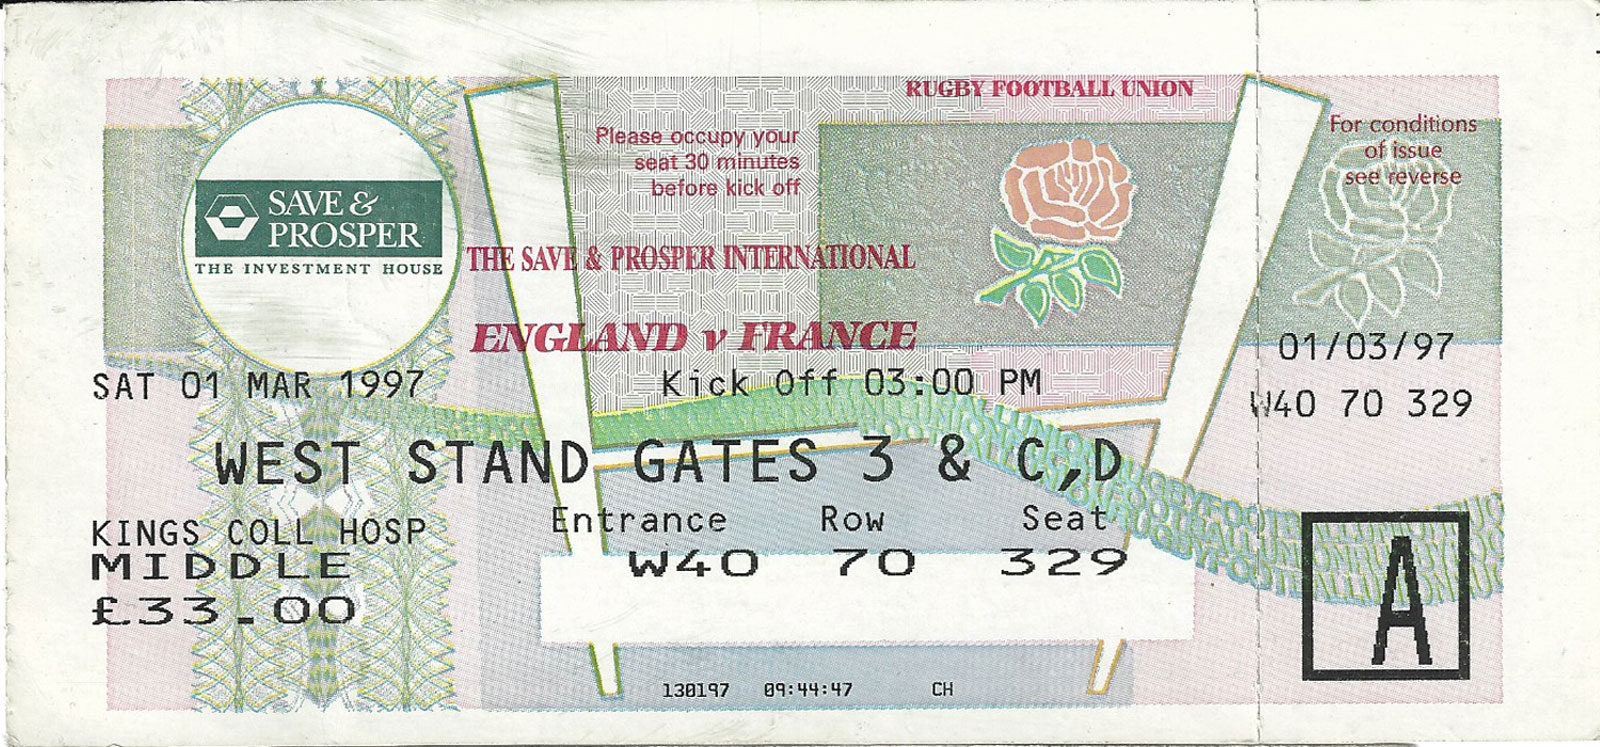 RUGBY FOOTBALL UNION
Please occupy your
seat 30 minutes
before kick off
For conditions
of issue
see reverse
SAVE &
PROSPER
THE INVESTMENT HOUSE
THE SAVE & PROSPER INTERNATIONAL
ENGLAND v FRANCE
01/03/97
SAT 01 MAR 1997
Kick Off 03:00 PM
W40 70 329
WEST STAND GATES 3 & C,D
KINGS COLL HOSP
Entrance Row Seat
MIDDLE
W40 70 329
£33.00
A
130197 09:44:47 CH